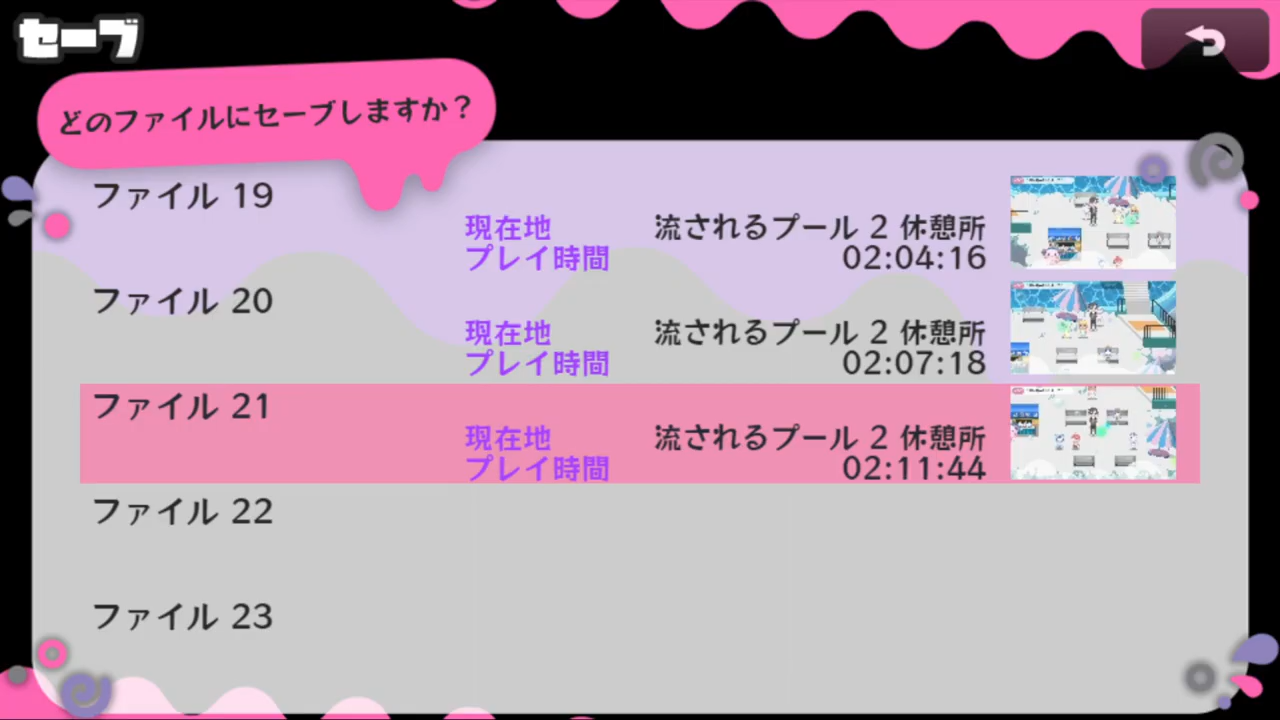 セーブ
どのファイルにセーブしますか？
ファイル 19
現在地 流されるプール 2 休憩所
プレイ時間 02:04:16
ファイル 20
現在地 流されるプール 2 休憩所
プレイ時間 02:07:18
ファイル 21
現在地 流されるプール 2 休憩所
プレイ時間 02:11:44
ファイル 22
ファイル 23